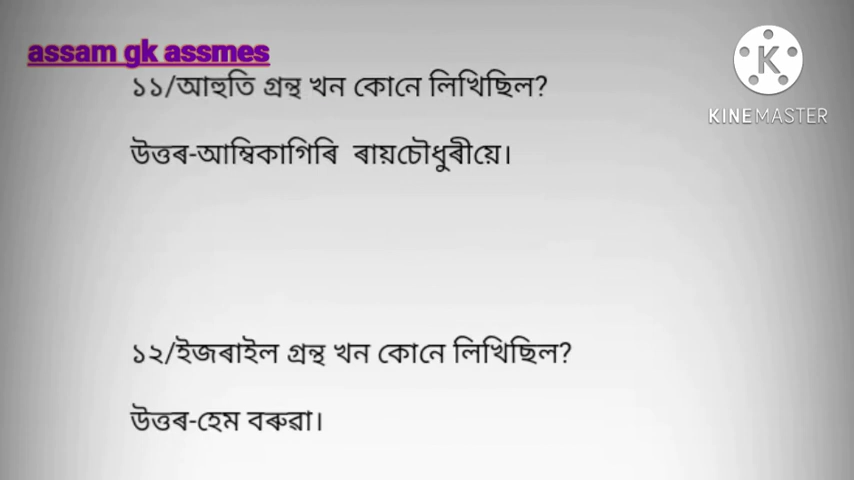 assam gk assmes
১১/আহুতি গ্ৰন্থ খন কোনে লিখিছিল?
উত্তৰ-আম্বিকাগিৰি ৰায়চৌধুৰীয়ে।
১২/ইজৰাইল গ্ৰন্থ খন কোনে লিখিছিল?
উত্তৰ-হেম বৰুৱা।
K
KINEMASTER